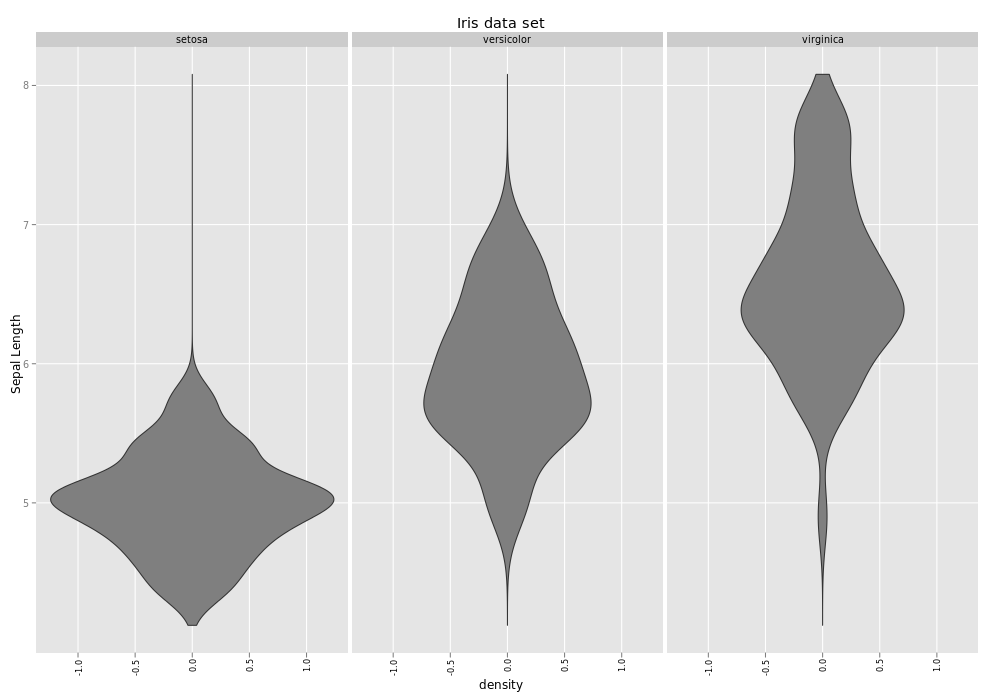 Iris data set
setosa versicolor virginica
8
7
6
5
Sepal Length
-1.0 -0.5 0.0 0.5 1.0 -1.0 -0.5 0.0 0.5 1.0 -1.0 -0.5 0.0 0.5 1.0
density